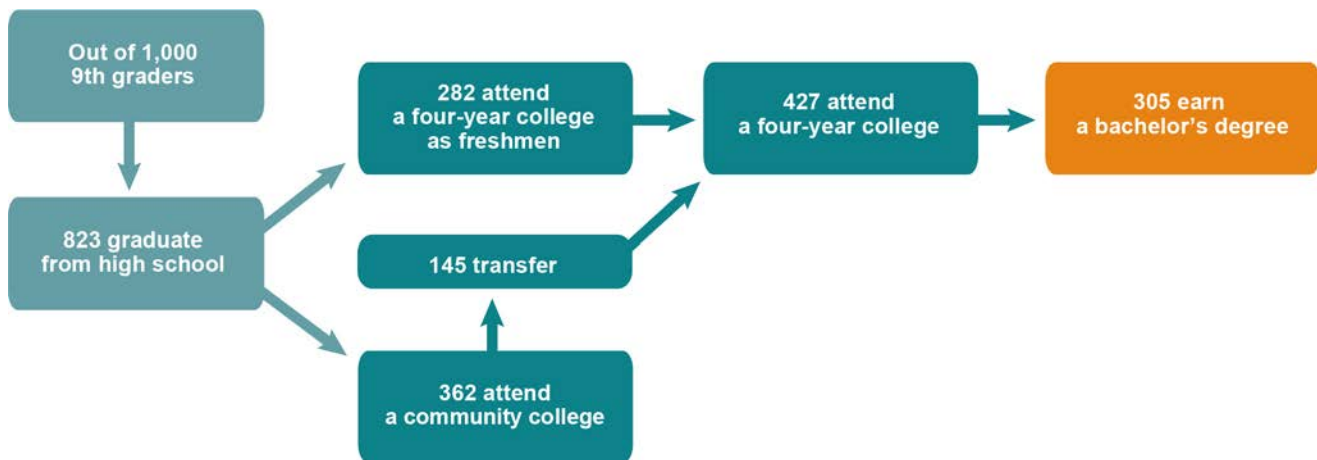 Out of 1,000
9th graders
823 graduate
from high school
282 attend
a four-year college
as freshmen
145 transfer
362 attend
a community college
427 attend
a four-year college
305 earn
a bachelor’s degree